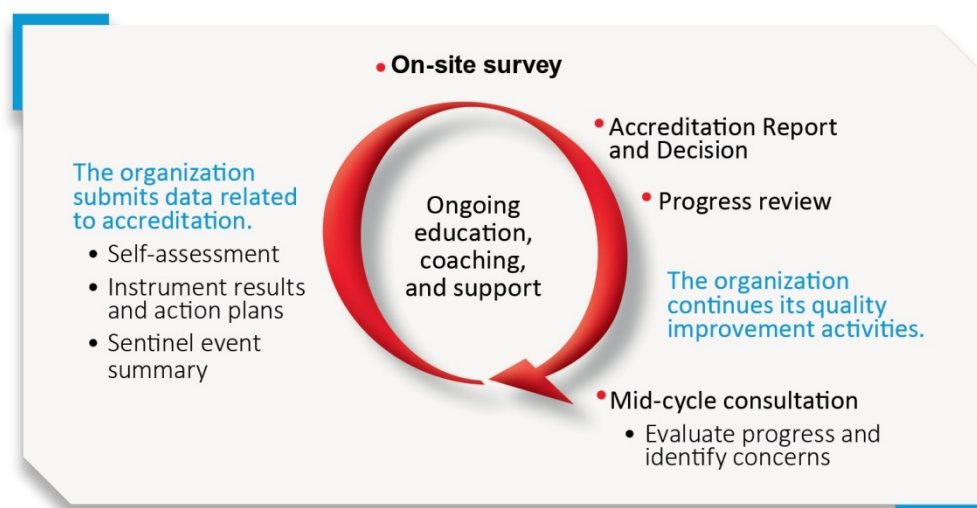 • On-site survey
• Accreditation Report
and Decision
• Progress review
The organization
continues its quality
improvement activities.
• Mid-cycle consultation
• Evaluate progress and
identify concerns
The organization
submits data related
to accreditation.
• Self-assessment
• Instrument results
and action plans
• Sentinel event
summary
Ongoing
education,
coaching,
and support